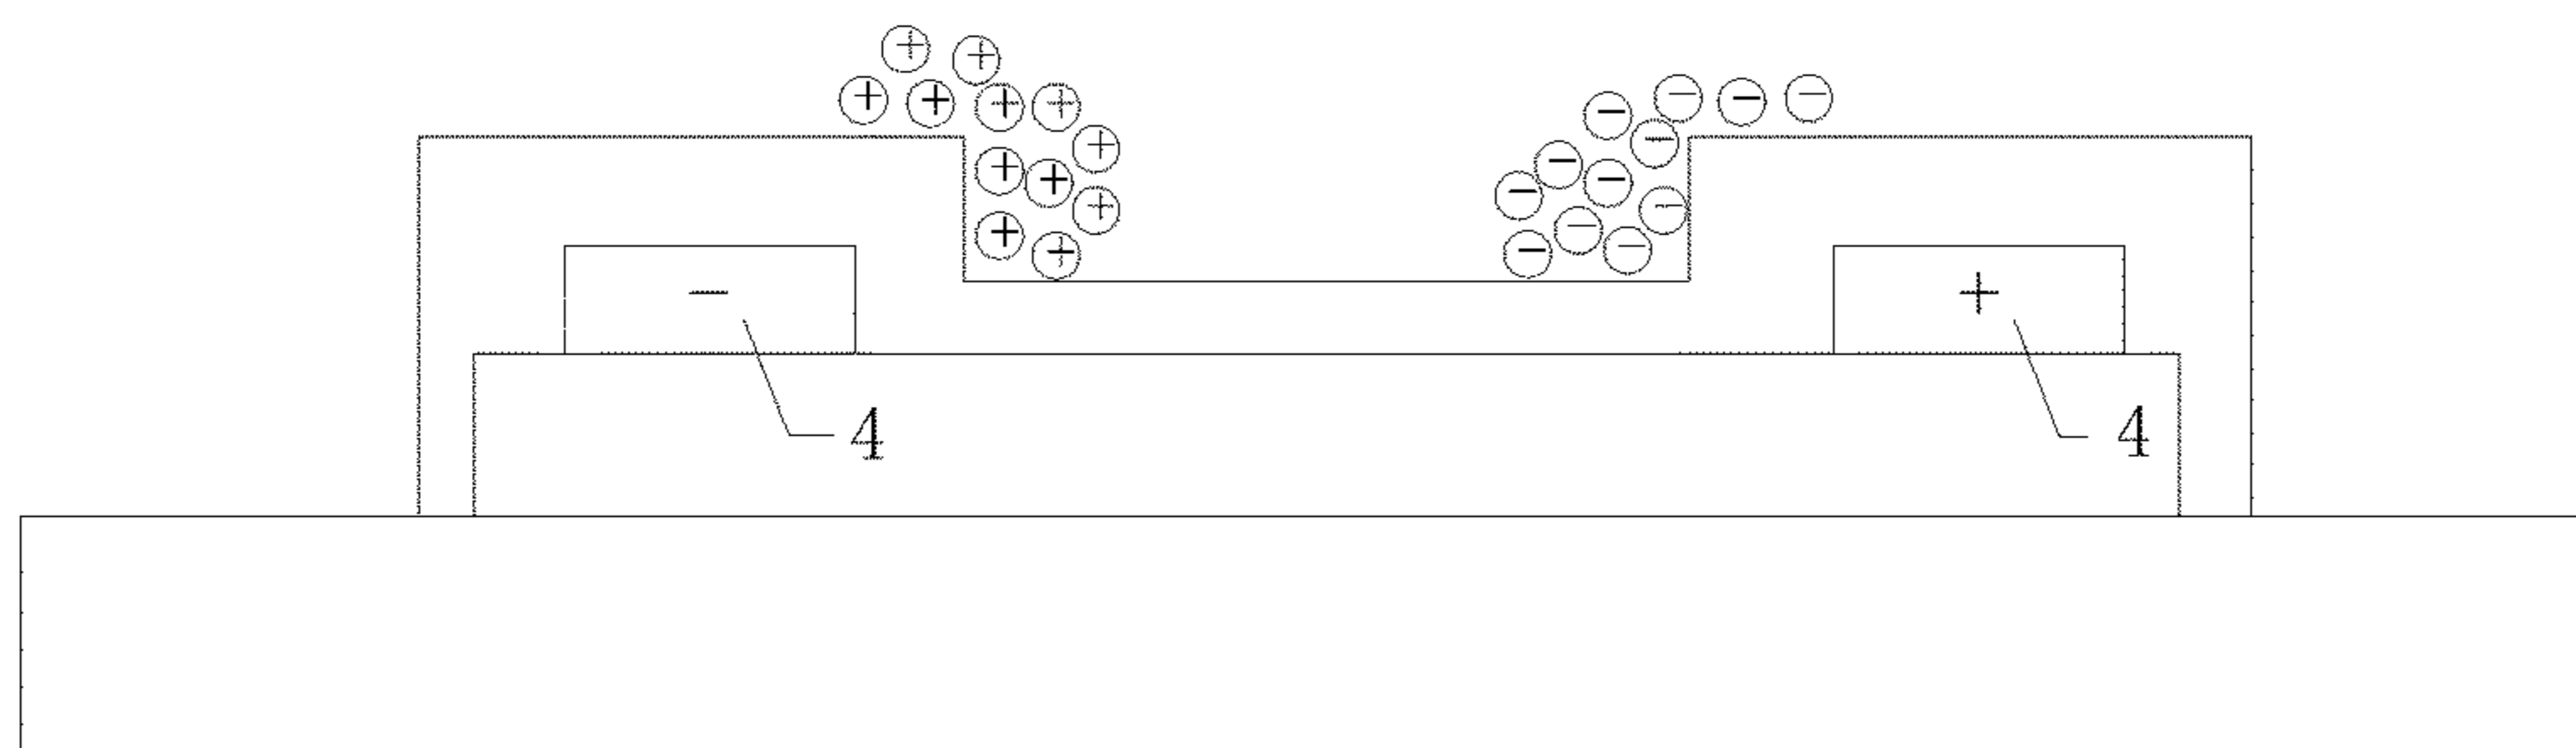 + +
+ + + + − − − −
+ − −
+ + − −
+ − −
+ + − −
− +
4 4